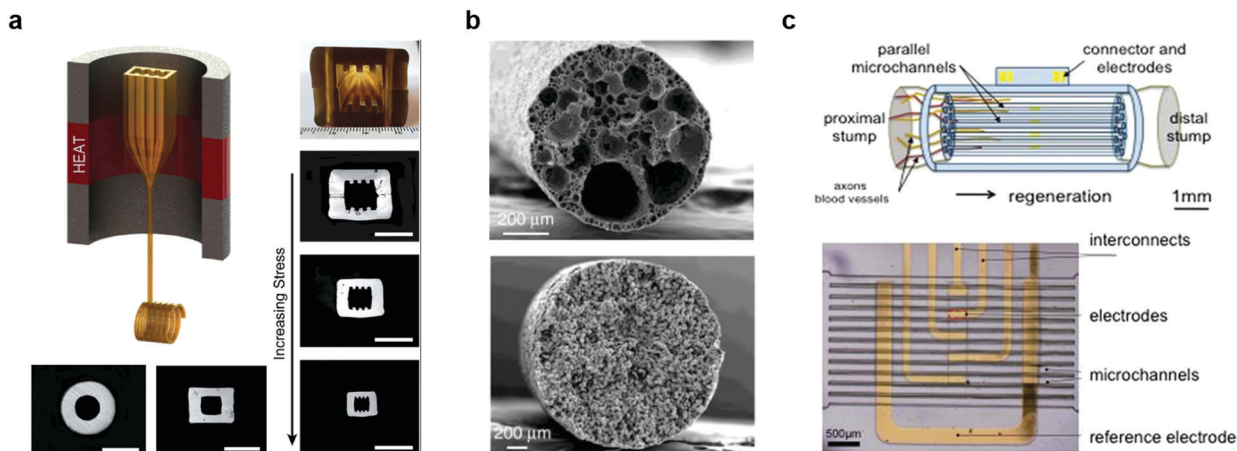 a
HEAT
Increasing Stress
b
200 µm
200 µm
c
parallel
microchannels
connector and
electrodes
proximal
stump
distal
stump
axons
blood vessels
regeneration
1mm
interconnects
electrodes
microchannels
reference electrode
500µm